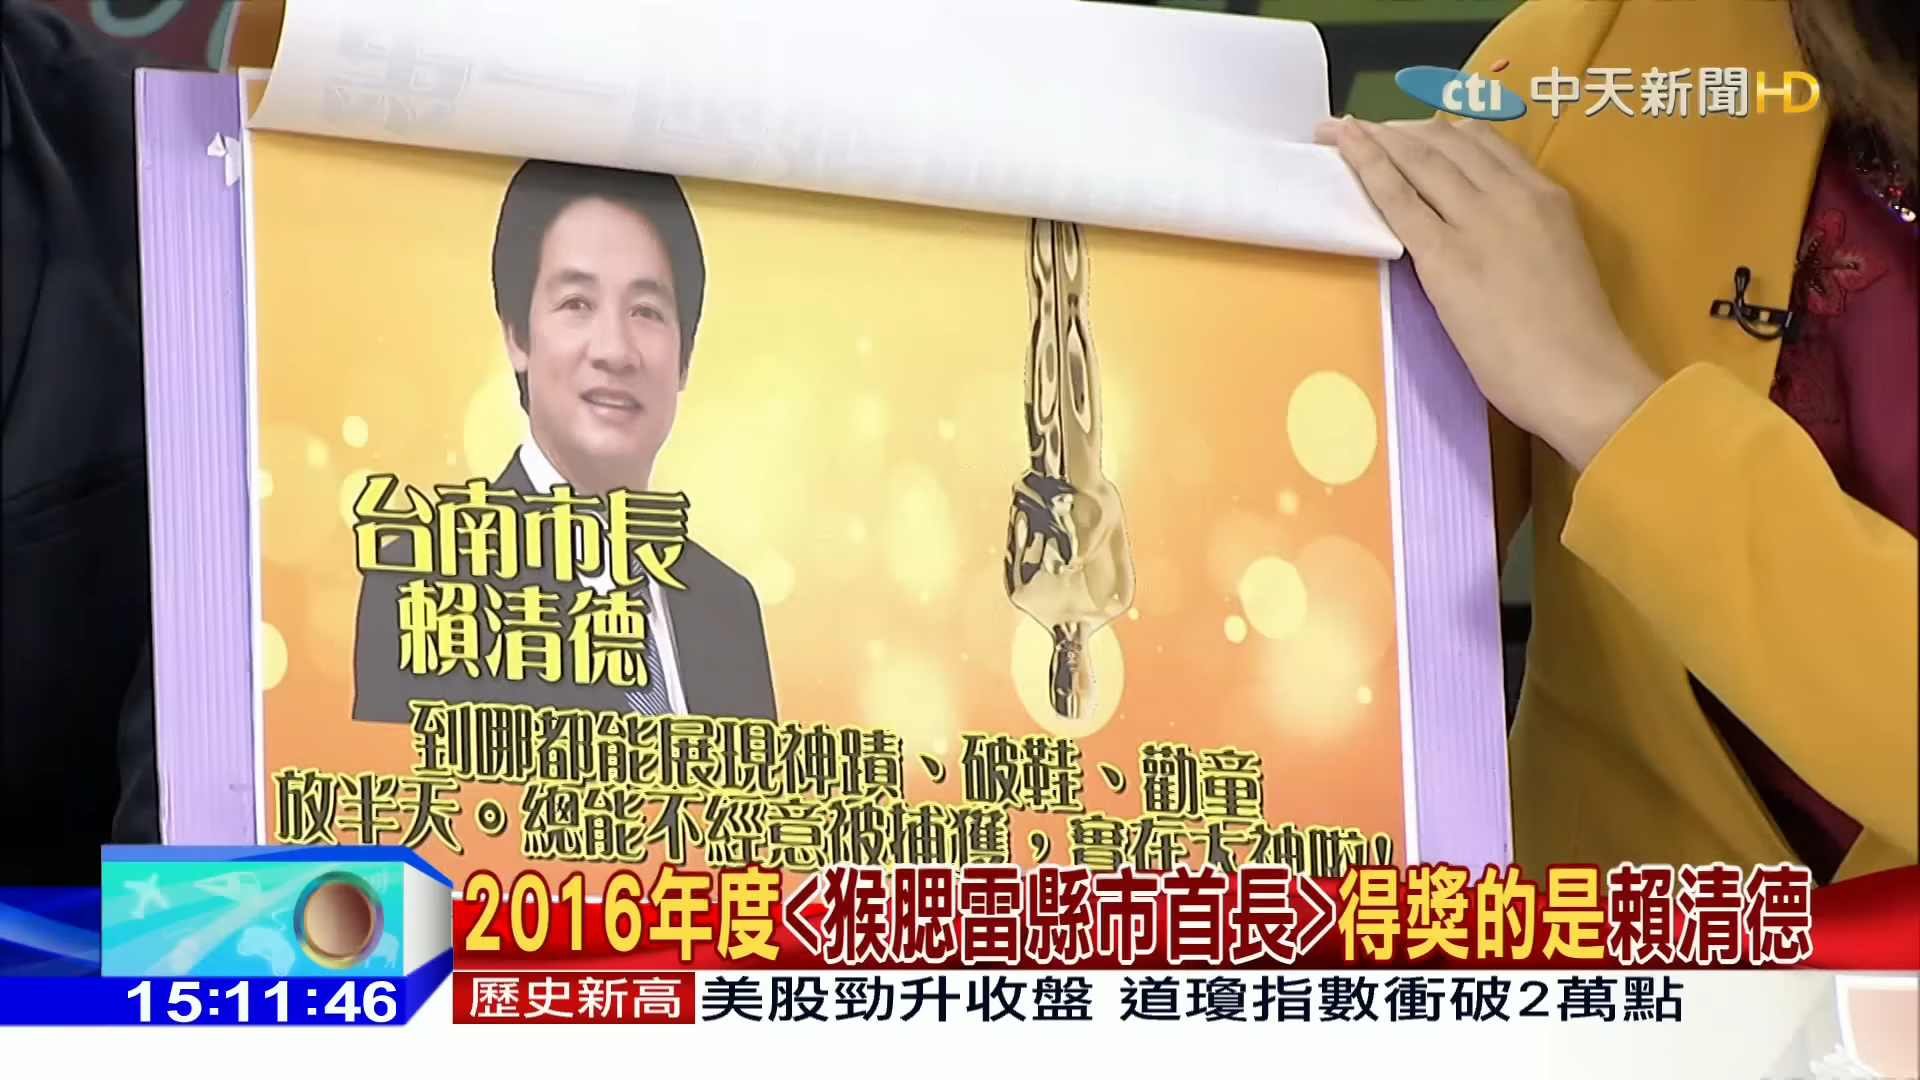 cti 中天新聞HD
台南市長
賴清德
到哪都能展現神蹟、破鞋、勸童
放半天。總能不經意被捕獲，實在太神啦！
2016年度<猴腮雷縣市首長>得獎的是賴清德
15:11:46
歷史新高 美股勁升收盤 道瓊指數衝破2萬點